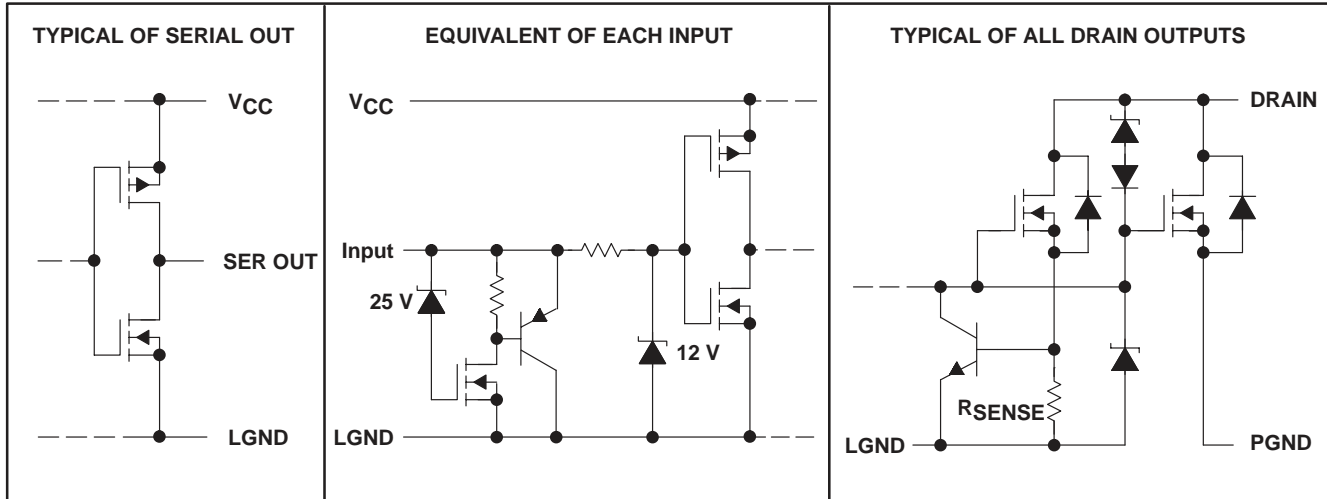 TYPICAL OF SERIAL OUT
VCC
SER OUT
LGND
EQUIVALENT OF EACH INPUT
VCC
Input
25 V
12 V
LGND
TYPICAL OF ALL DRAIN OUTPUTS
DRAIN
RSENSE
LGND
PGND